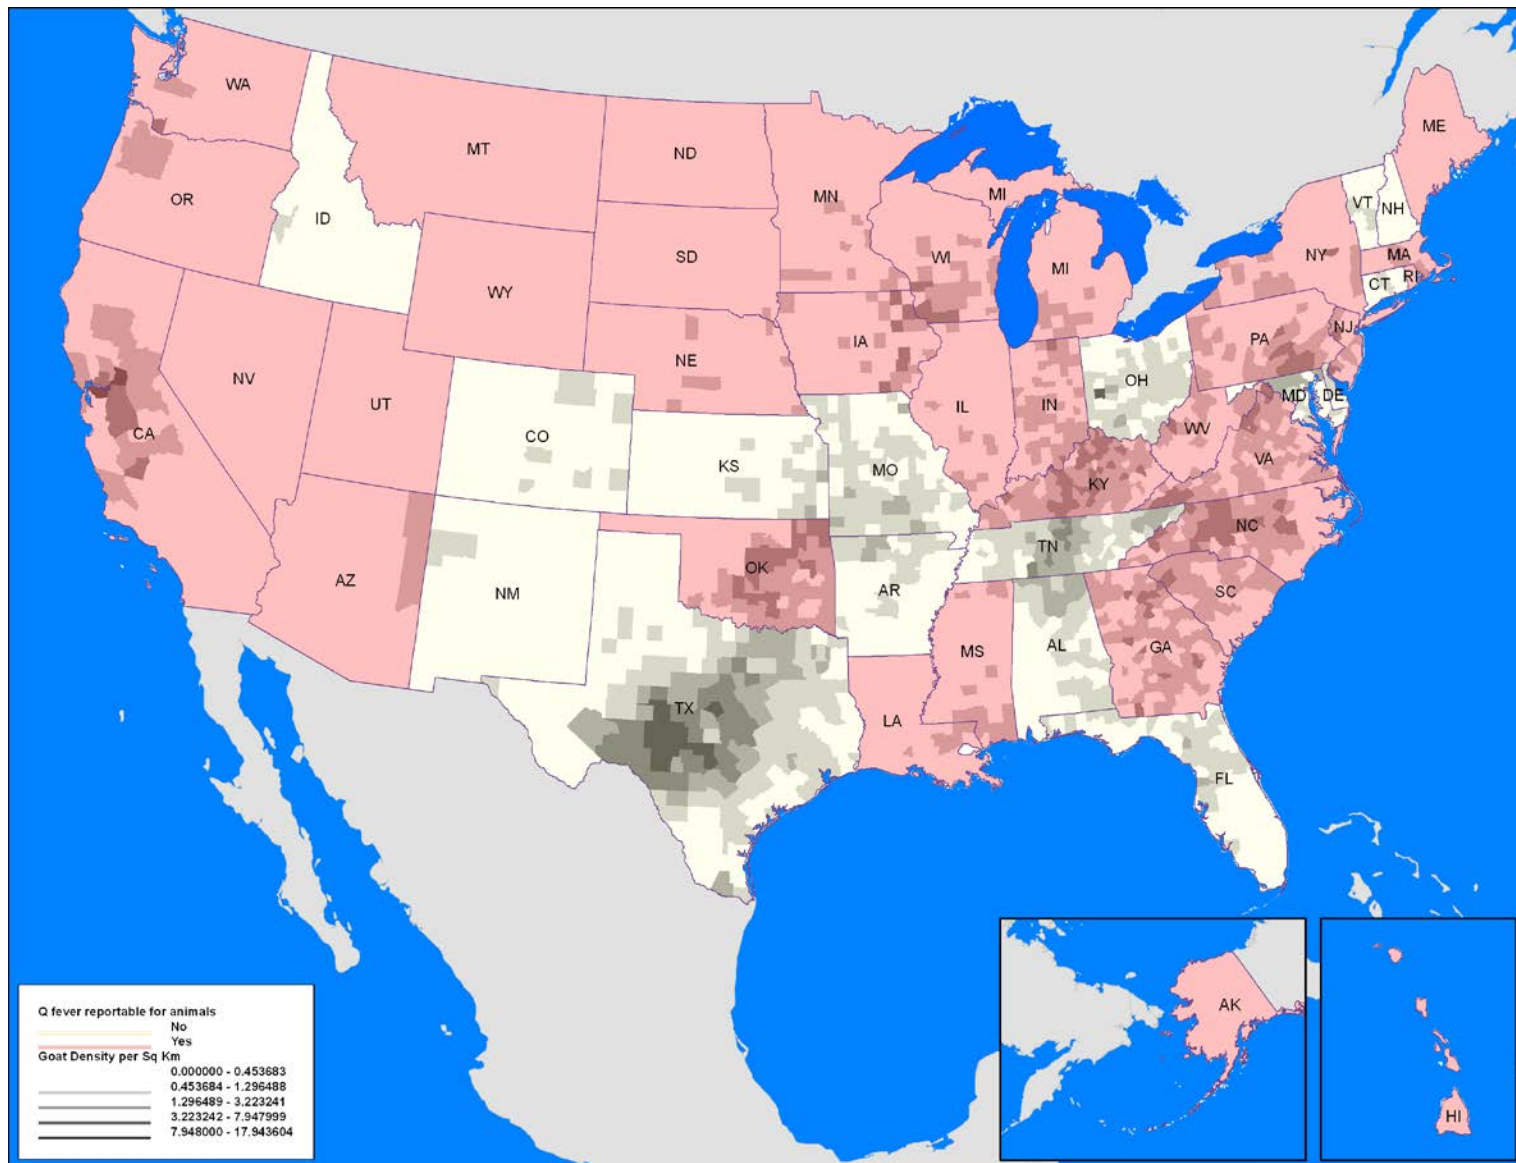 WA
MT
ND
MN
ME
OR
ID
SD
WI
MI
MI
VT
NH
NY
MA
WY
CT
RI
NE
IA
PA
NJ
NV
UT
CO
IL
IN
OH
MD
DE
CA
KS
MO
WV
VA
KY
AZ
NM
OK
AR
TN
NC
SC
MS
AL
GA
TX
LA
FL
AK
HI
Q fever reportable for animals
No
Yes
Goat Density per Sq Km
0.000000 - 0.453683
0.453684 - 1.296488
1.296489 - 3.223241
3.223242 - 7.947999
7.948000 - 17.943604